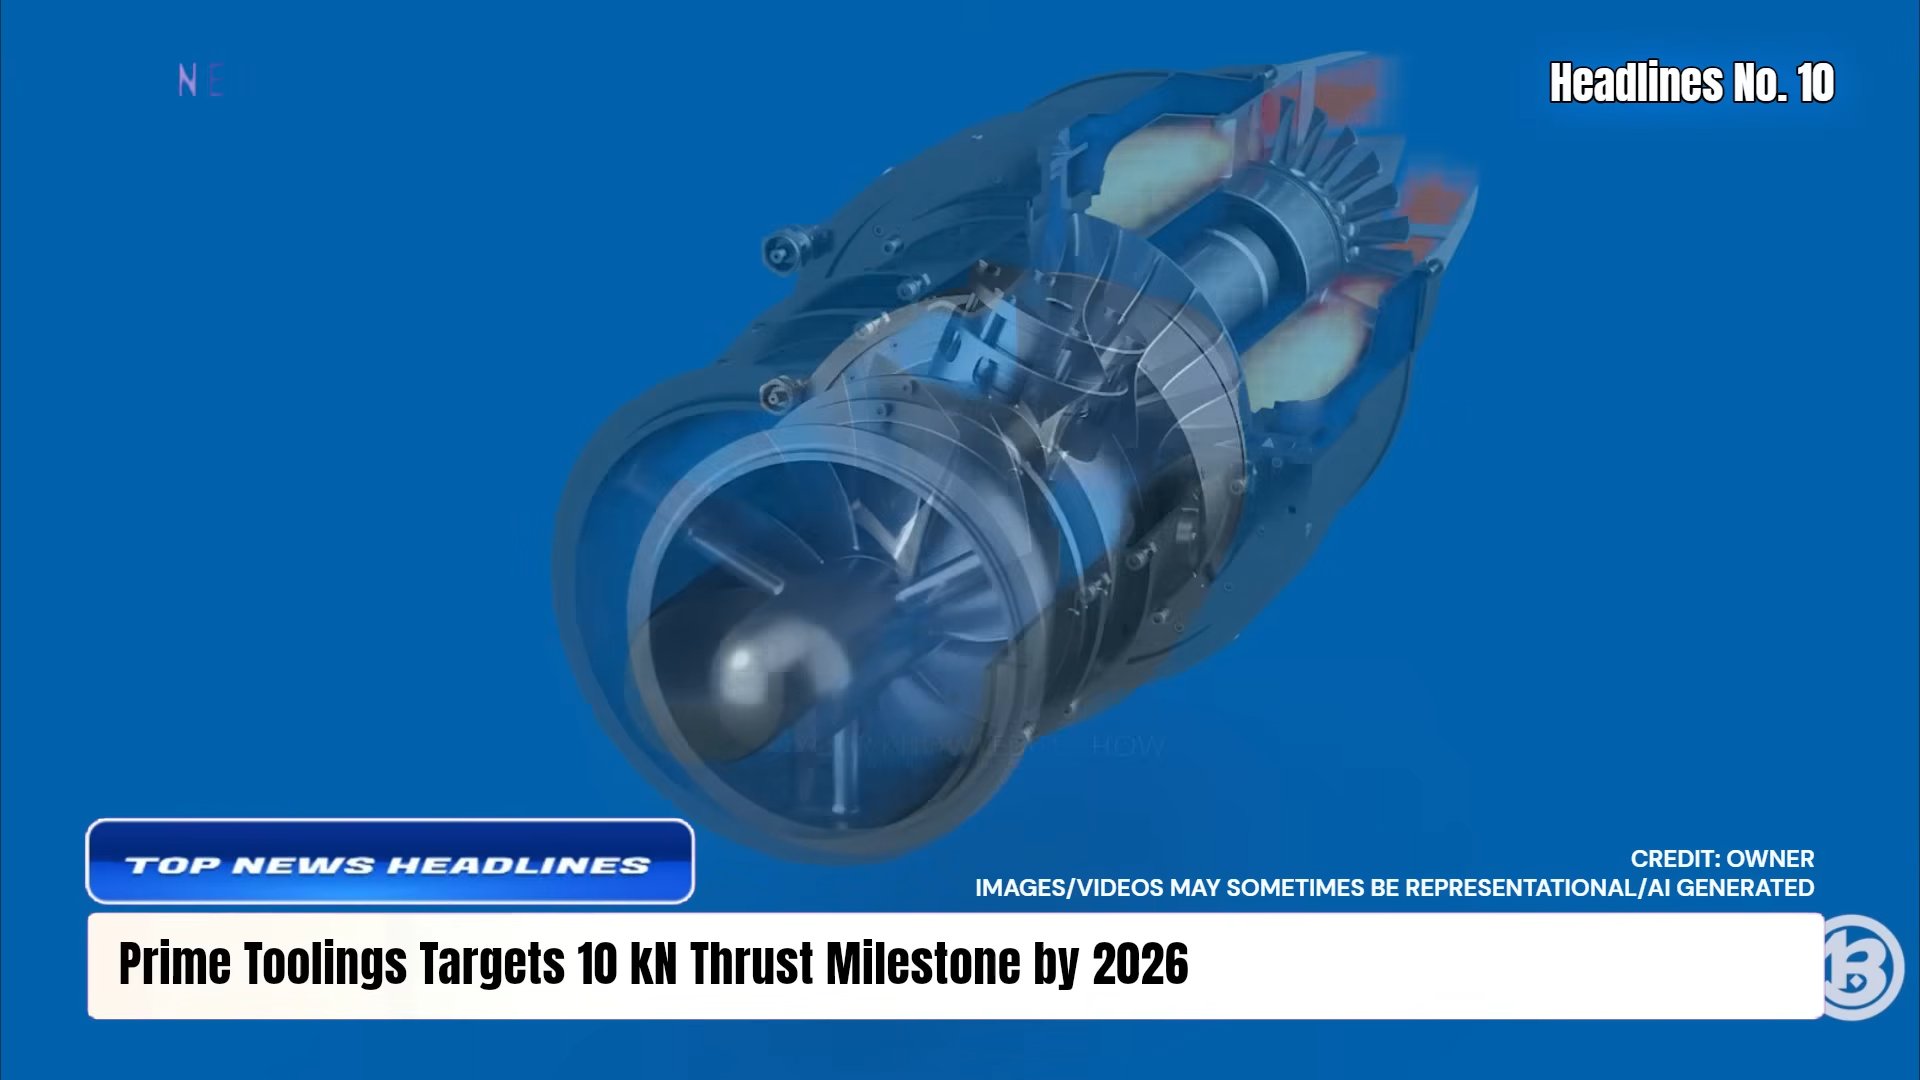 Headlines No. 10
TOP NEWS HEADLINES
CREDIT: OWNER
IMAGES/VIDEOS MAY SOMETIMES BE REPRESENTATIONAL/AI GENERATED
Prime Toolings Targets 10 kN Thrust Milestone by 2026